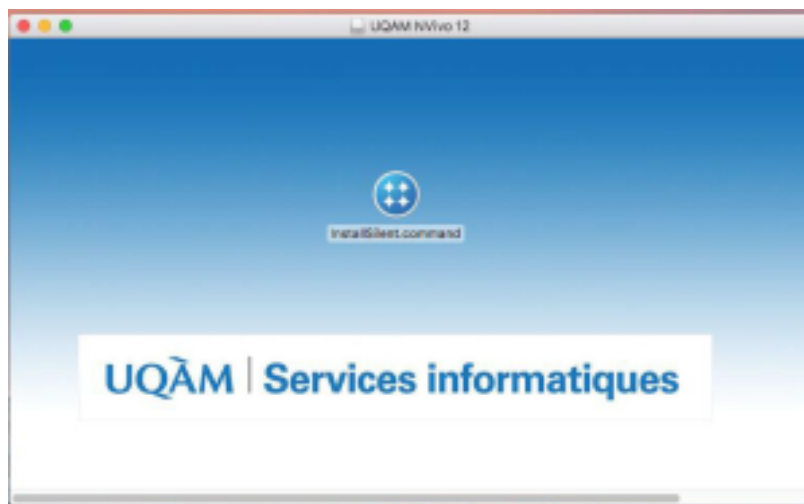 UQAM NVivo 12
InstallSilent.command
UQÀM | Services informatiques